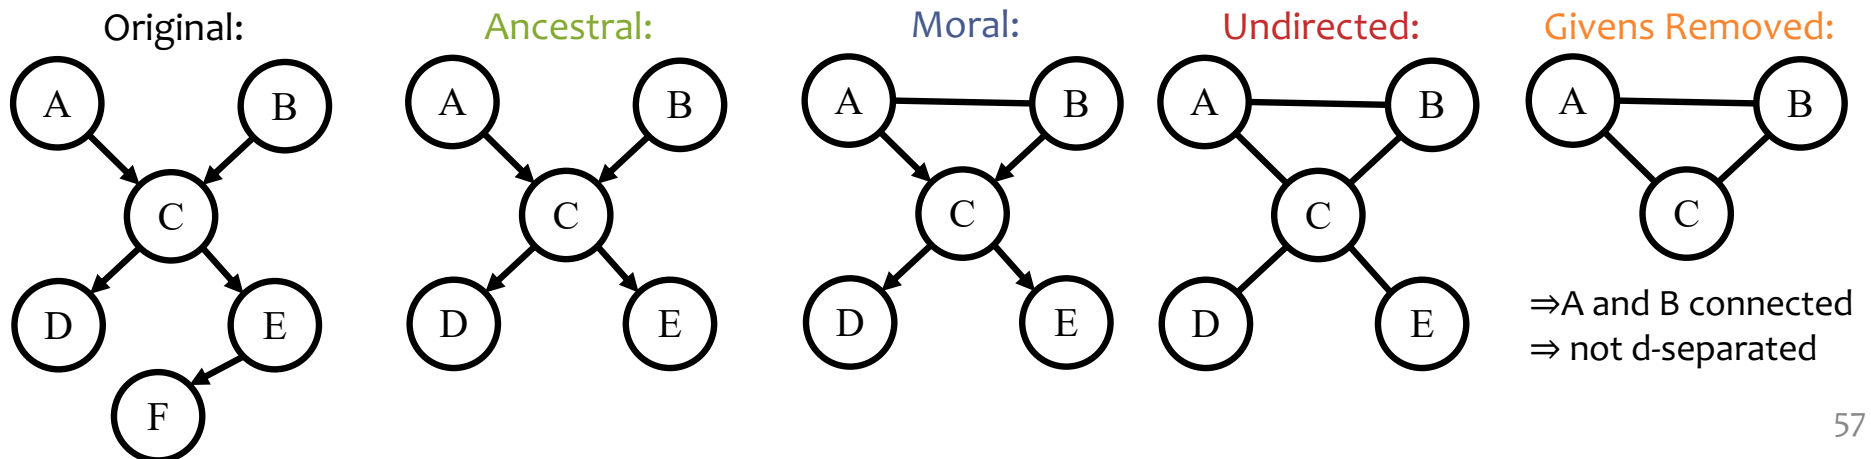 Original:
A
B
C
D
E
F
Ancestral:
A
B
C
D
E
Moral:
A
B
C
D
E
Undirected:
A
B
C
D
E
Givens Removed:
A
B
C
⇒A and B connected
⇒ not d-separated
57